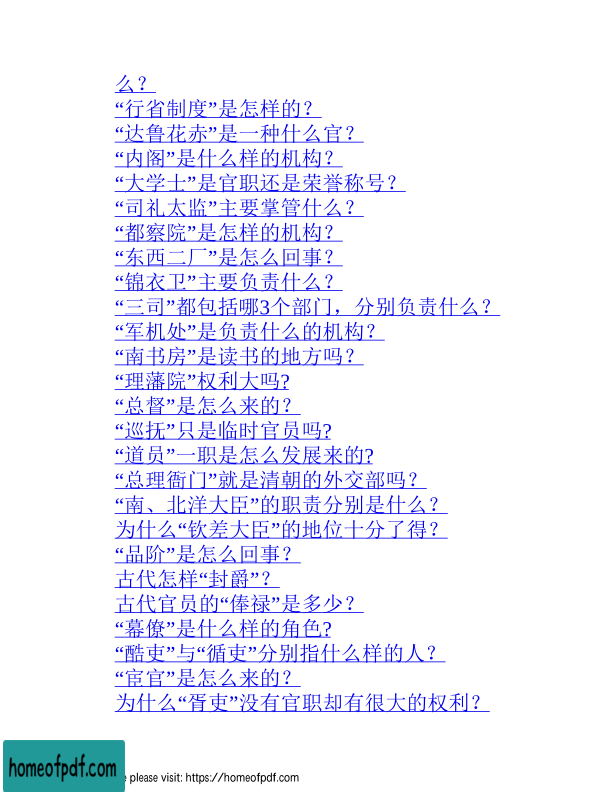 么？
“行省制度”是怎样的？
“达鲁花赤”是一种什么官？
“内阁”是什么样的机构？
“大学士”是官职还是荣誉称号？
“司礼太监”主要掌管什么？
“都察院”是怎样的机构？
“东西二厂”是怎么回事？
“锦衣卫”主要负责什么？
“三司”都包括哪3个部门，分别负责什么？
“军机处”是负责什么的机构？
“南书房”是读书的地方吗？
“理藩院”权利大吗?
“总督”是怎么来的？
“巡抚”只是临时官员吗?
“道员”一职是怎么发展来的?
“总理衙门”就是清朝的外交部吗？
“南、北洋大臣”的职责分别是什么？
为什么“钦差大臣”的地位十分了得？
“品阶”是怎么回事？
古代怎样“封爵”？
古代官员的“俸禄”是多少？
“幕僚”是什么样的角色?
“酷吏”与“循吏”分别指什么样的人？
“宦官”是怎么来的？
为什么“胥吏”没有官职却有很大的权利？
homeofpdf.com
e please visit: https://homeofpdf.com